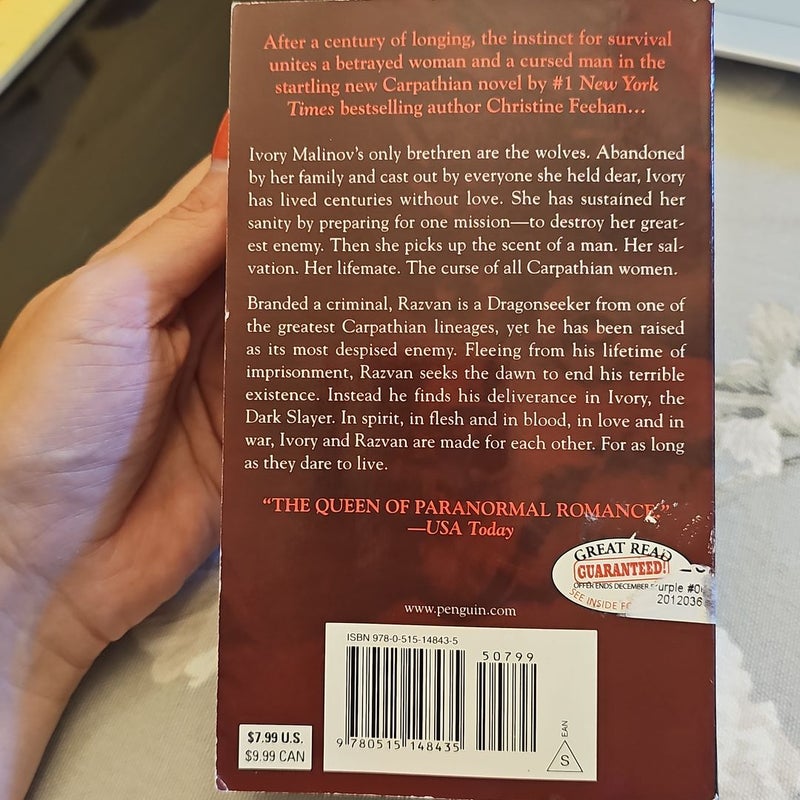 After a century of longing, the instinct for survival
unites a betrayed woman and a cursed man in the
startling new Carpathian novel by #1 New York
Times bestselling author Christine Feehan...
Ivory Malinov's only brethren are the wolves. Abandoned
by her family and cast out by everyone she held dear, Ivory
has lived centuries without love. She has sustained her
sanity by preparing for one mission—to destroy her great-
est enemy. Then she picks up the scent of a man. Her sal-
vation. Her lifemate. The curse of all Carpathian women.
Branded a criminal, Razvan is a Dragonseeker from one of
the greatest Carpathian lineages, yet he has been raised
as its most despised enemy. Fleeing from his lifetime of
imprisonment, Razvan seeks the dawn to end his terrible
existence. Instead he finds his deliverance in Ivory, the
Dark Slayer. In spirit, in flesh and in blood, in love and in
war, Ivory and Razvan are made for each other. For as long
as they dare to live.
"THE QUEEN OF PARANORMAL ROMANCE."
—USA Today
GREAT READ
GUARANTEED!
OFFER ENDS DECEMBER
urple
SEE INSIDE
2012036
www.penguin.com
ISBN 978-0-515-14843-5
50799
9 780515 148435
EAN
S
$7.99 U.S.
$9.99 CAN